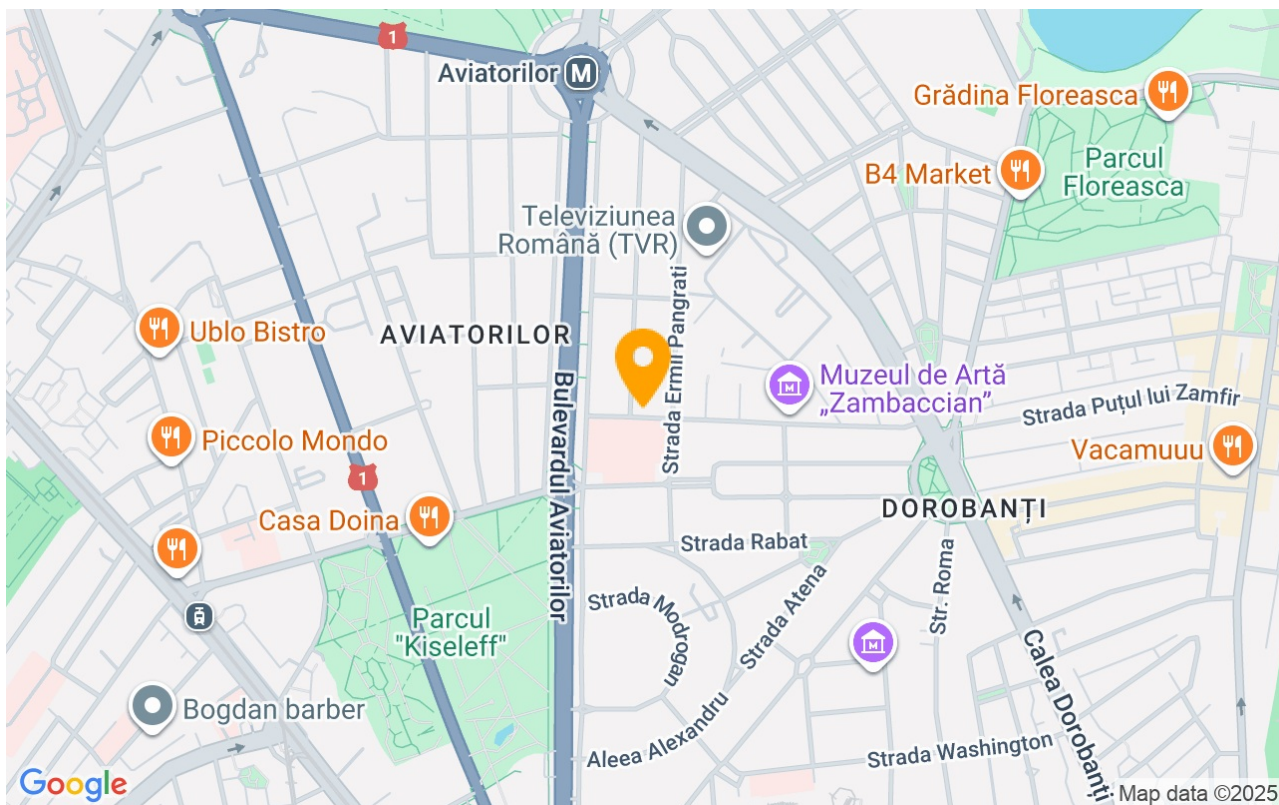 1
Aviatorilor M
Grădina Floreasca
B4 Market
Parcul
Floreasca
Televiziunea
Română (TVR)
Strada Ermil Pangrati
Ublo Bistro
AVIATORILOR
Bulevardul Aviatorilor
Muzeul de Artă
„Zambaccian”
Strada Puțul lui Zamfir
Piccolo Mondo
Vacamuuu
1
Casa Doina
DOROBANȚI
Strada Rabat
Strada Atena
Str. Roma
Strada Modrogan
Parcul
"Kiseleff"
M
Calea Dorobanți
Bogdan barber
Aleea Alexandru
Strada Washington
Google
Map data ©2025